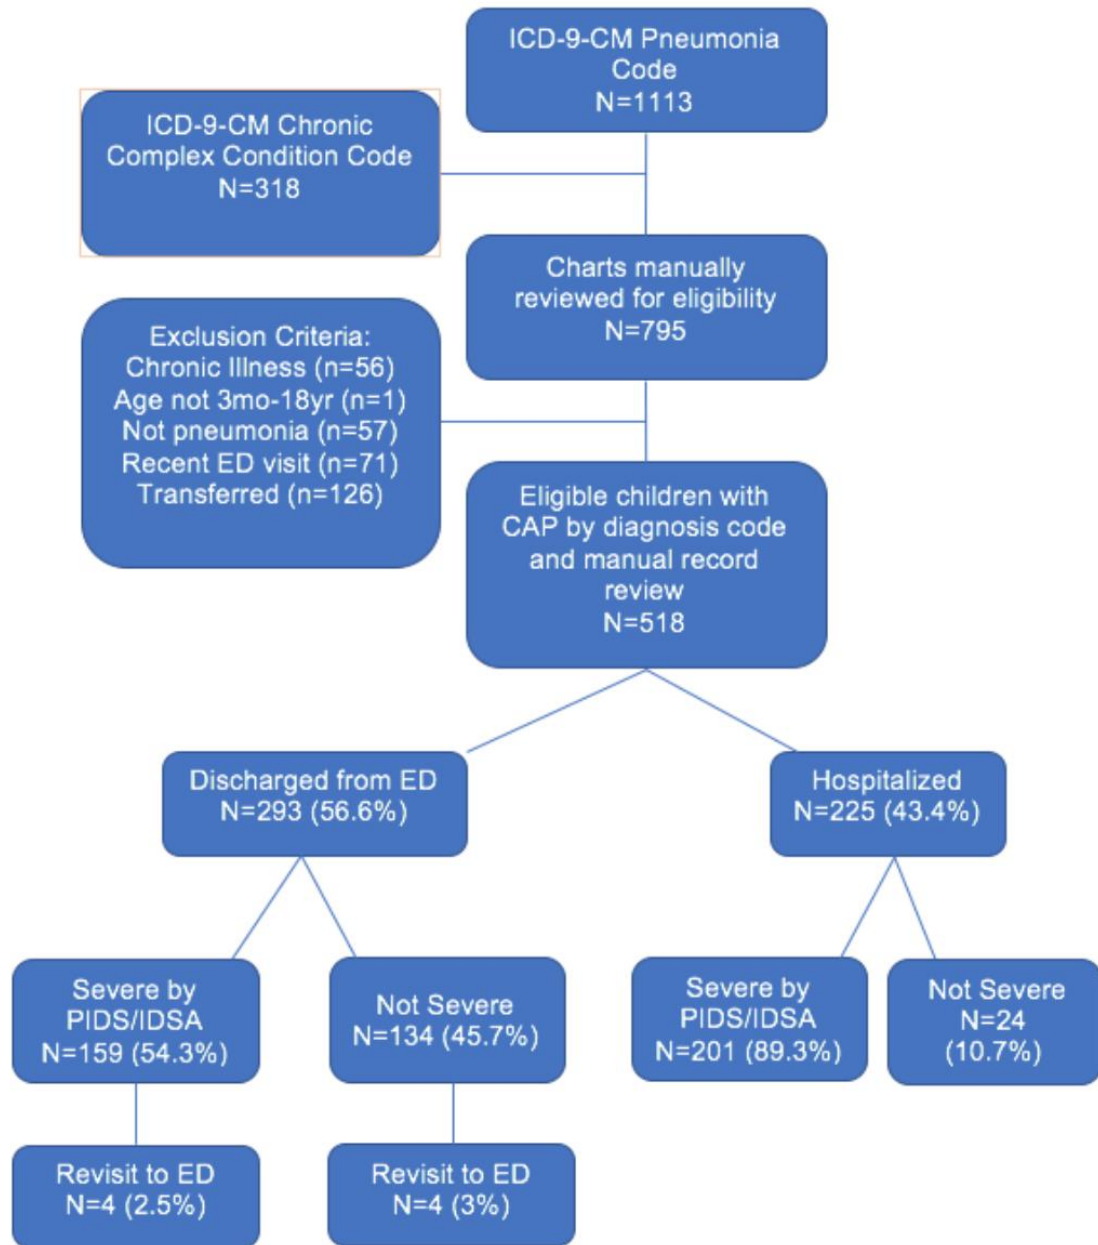 ICD-9-CM Pneumonia
Code
N=1113
ICD-9-CM Chronic
Complex Condition Code
N=318
Charts manually
reviewed for eligibility
N=795
Exclusion Criteria:
Chronic Illness (n=56)
Age not 3mo-18yr (n=1)
Not pneumonia (n=57)
Recent ED visit (n=71)
Transferred (n=126)
Eligible children with
CAP by diagnosis code
and manual record
review
N=518
Discharged from ED
N=293 (56.6%)
Hospitalized
N=225 (43.4%)
Severe by
PIDS/IDSA
N=159 (54.3%)
Not Severe
N=134 (45.7%)
Severe by
PIDS/IDSA
N=201 (89.3%)
Not Severe
N=24
(10.7%)
Revisit to ED
N=4 (2.5%)
Revisit to ED
N=4 (3%)